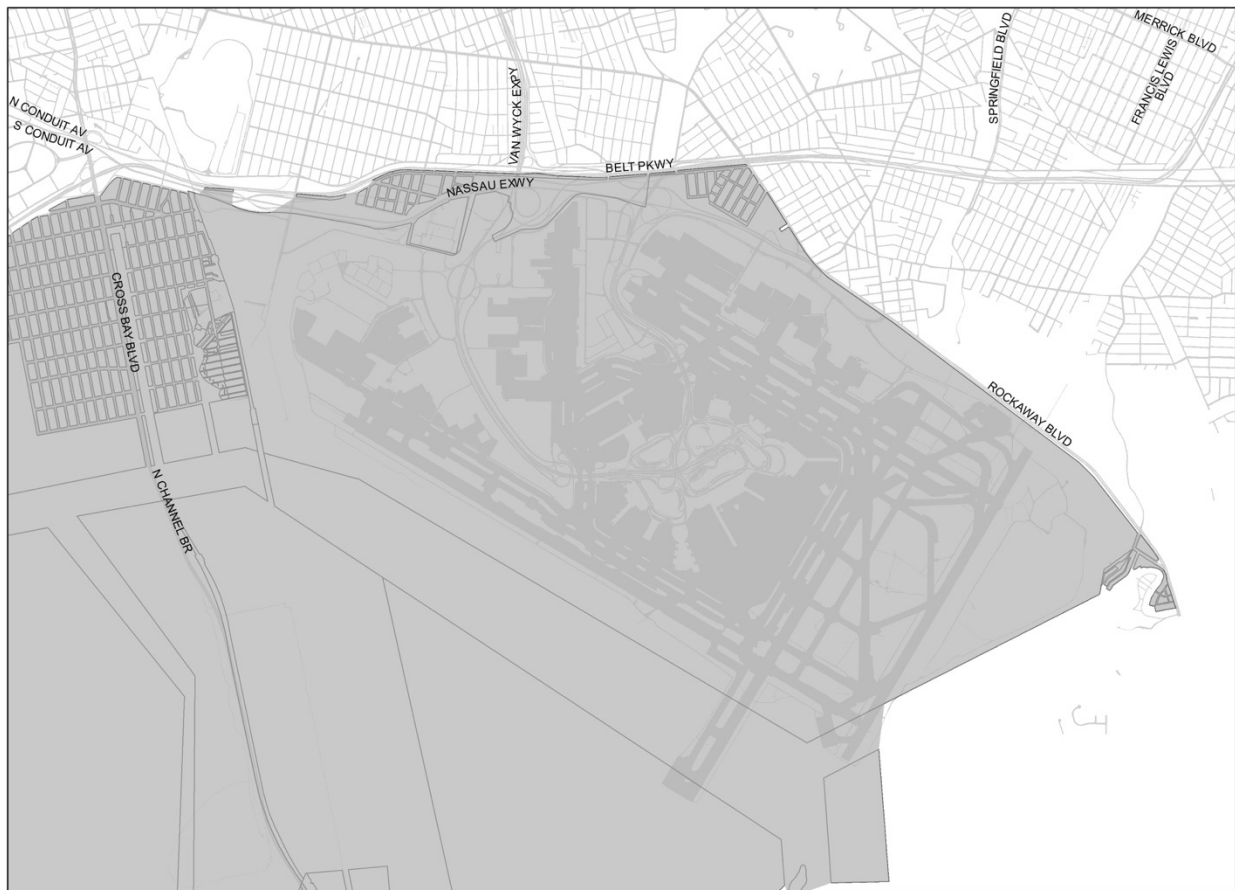 MERRICK BLVD
FRANCIS LEWIS
BLVD
SPRINGFIELD BLVD
VAN WYCK EXPY
N CONDUIT AV
S CONDUIT AV
BELT PKWY
NASSAU EXWY
CROSS BAY BLVD
ROCKAWAY BLVD
N CHANNEL BR